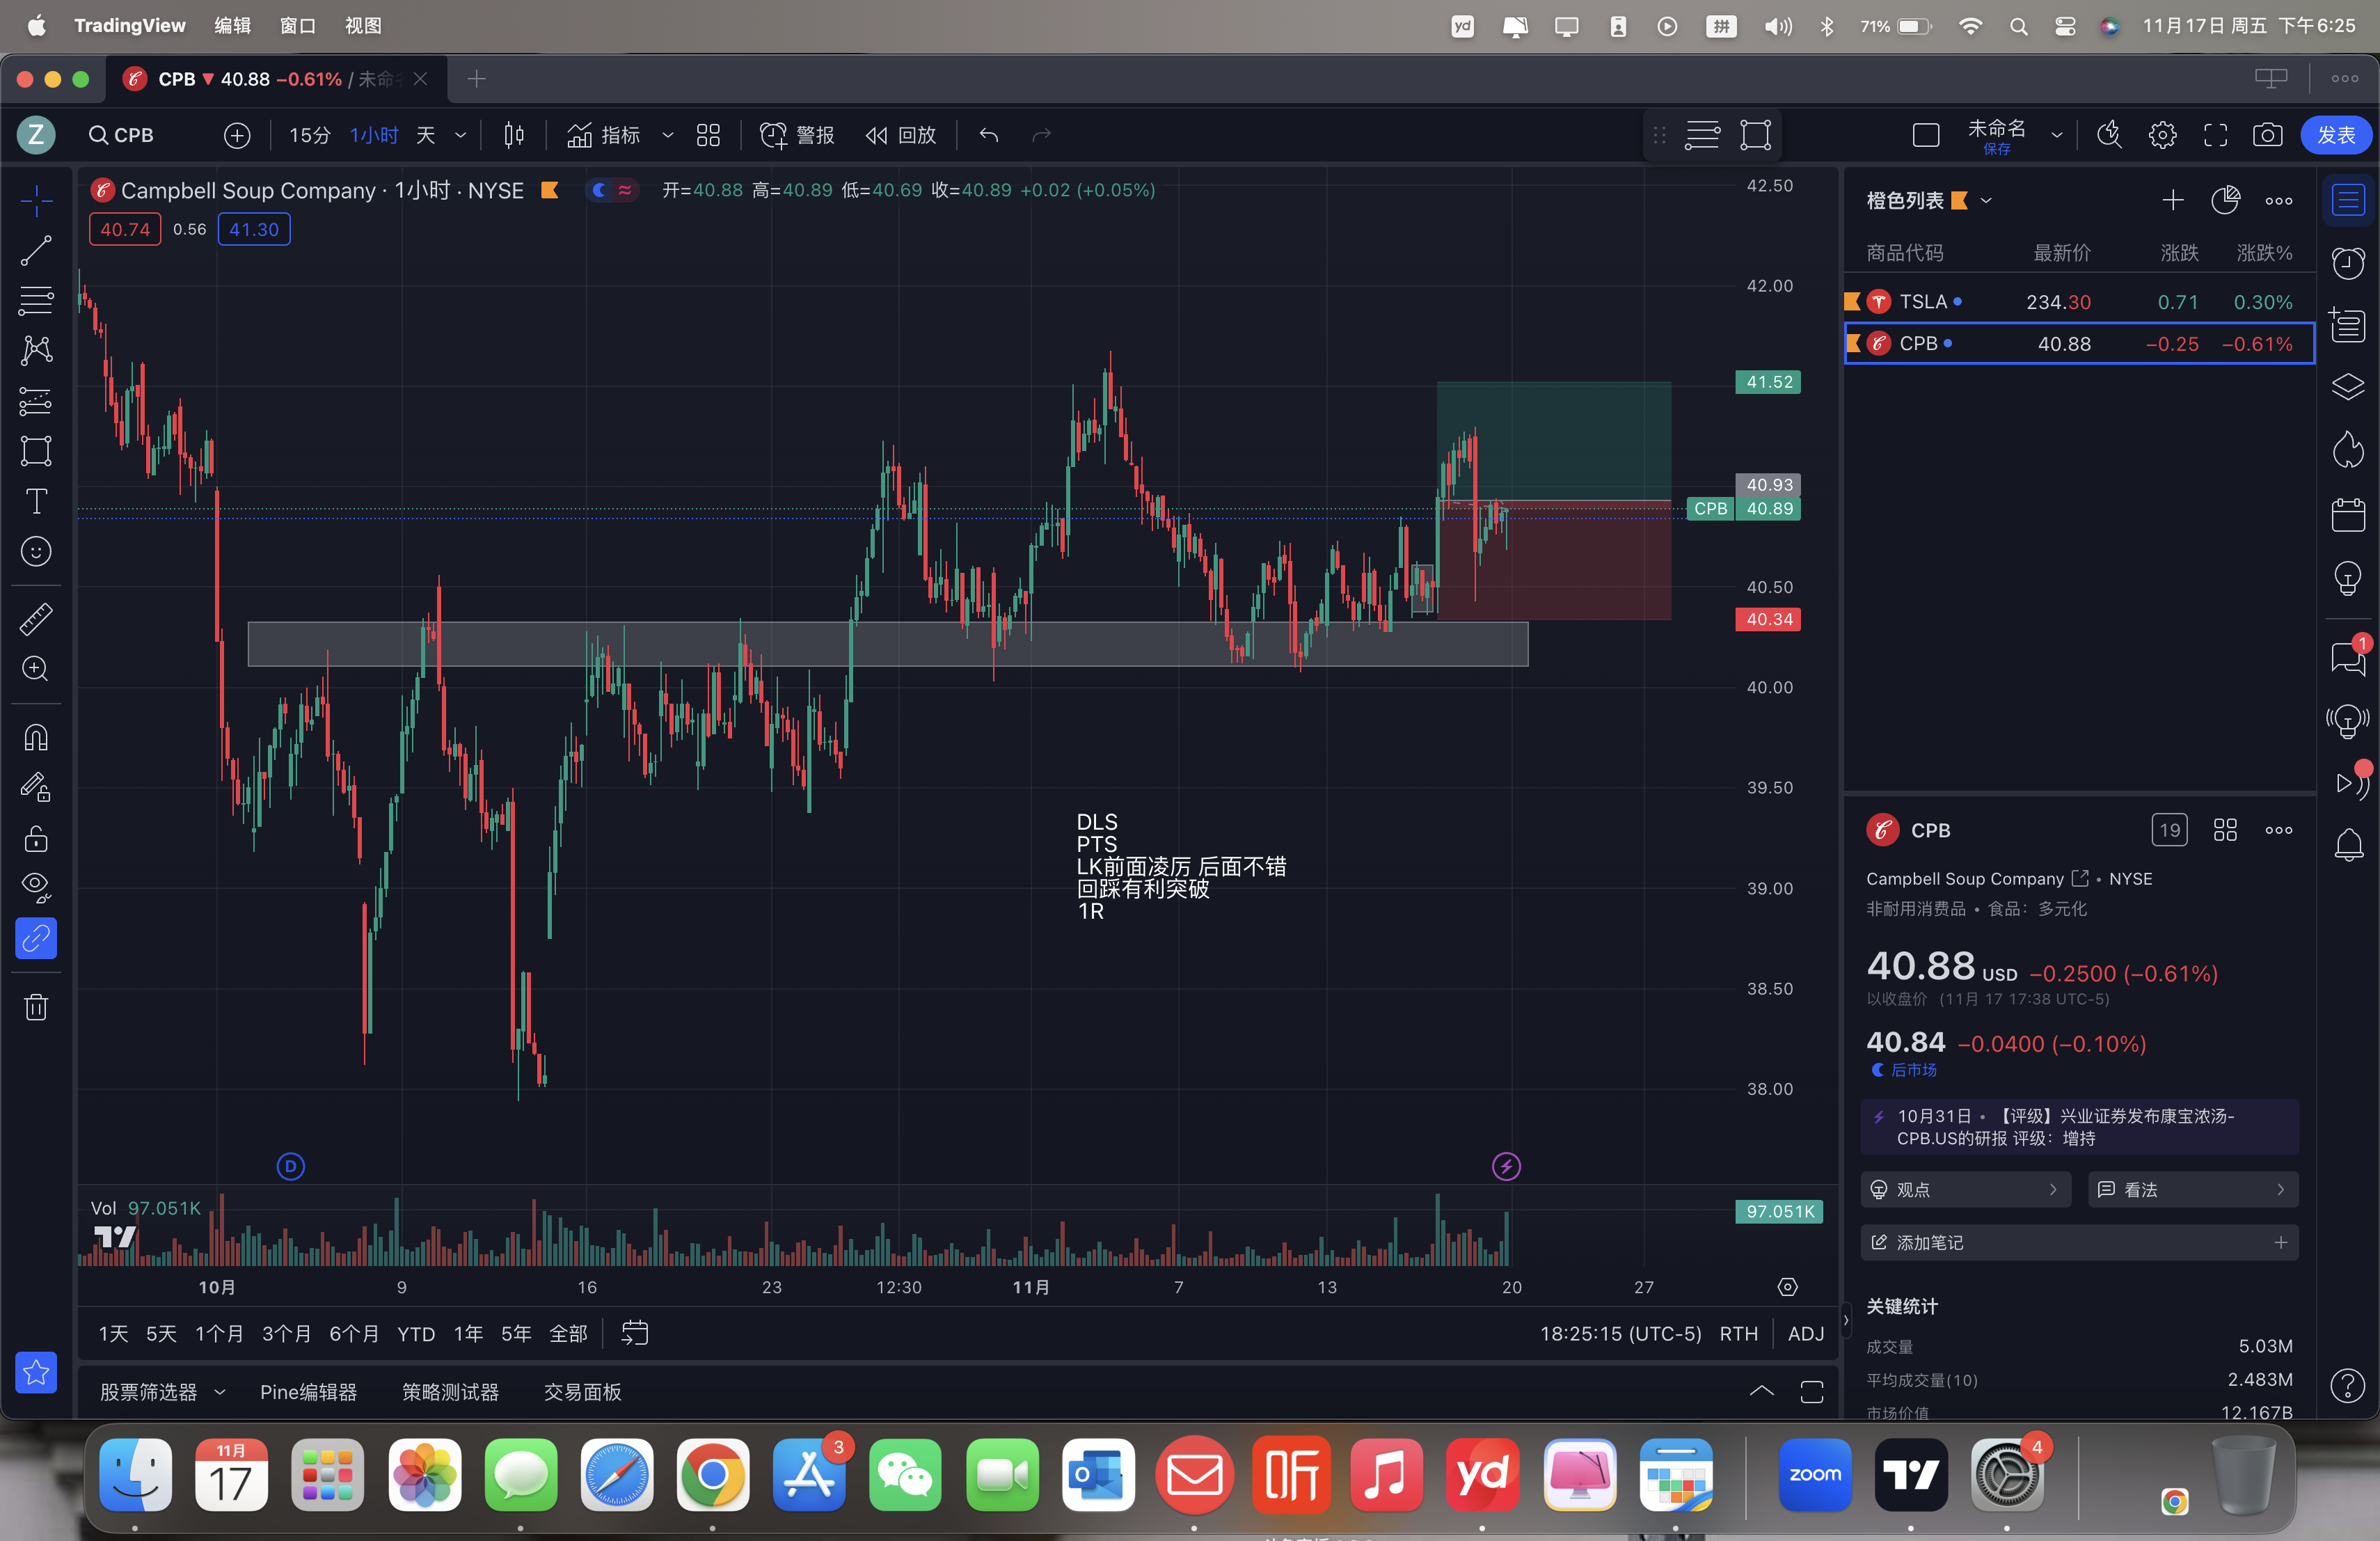 TradingView 编辑 窗口 视图
yd 拼 71% 11月17日 周五 下午6:25
CPB ▼ 40.88 −0.61% / 未命
Z CPB 15分 1小时 天 指标 警报 回放 未命名 保存 发表
Campbell Soup Company · 1小时 · NYSE 开=40.88 高=40.89 低=40.69 收=40.89 +0.02 (+0.05%)
40.74 0.56 41.30
42.50
42.00
41.52
40.93
CPB 40.89
40.50
40.34
40.00
39.50
39.00
38.50
38.00
DLS
PTS
LK前面凌厉 后面不错
回踩有利突破
1R
D
Vol 97.051K
97.051K
10月 9 16 23 12:30 11月 7 13 20 27
1天 5天 1个月 3个月 6个月 YTD 1年 5年 全部 18:25:15 (UTC-5) RTH ADJ
股票筛选器 Pine编辑器 策略测试器 交易面板
橙色列表
商品代码 最新价 涨跌 涨跌%
TSLA 234.30 0.71 0.30%
CPB 40.88 −0.25 −0.61%
1
CPB 19
Campbell Soup Company • NYSE
非耐用消费品 • 食品：多元化
40.88 USD −0.2500 (−0.61%)
以收盘价 (11月 17 17:38 UTC-5)
40.84 −0.0400 (−0.10%)
后市场
10月31日 • 【评级】兴业证券发布康宝浓汤-
CPB.US的研报 评级：增持
观点 看法
添加笔记
关键统计
成交量 5.03M
平均成交量(10) 2.483M
市场价值 12.167B
11月
17
3
听
yd
zoom
4